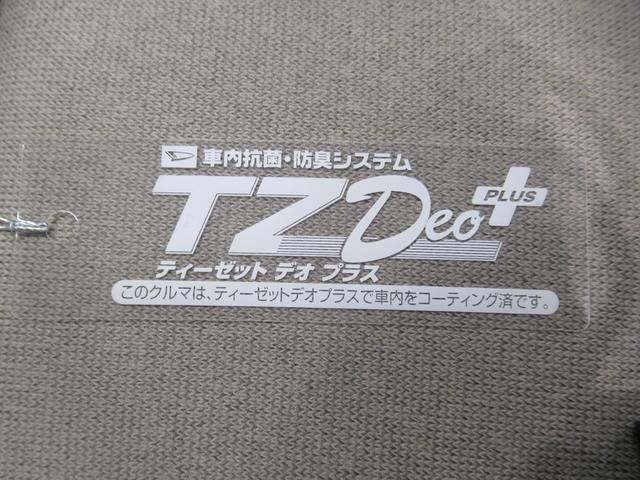 車内抗菌・防臭システム
TZ Deo PLUS
ティーゼット デオ プラス
このクルマは、ティーゼットデオプラスで車内をコーティング済です。